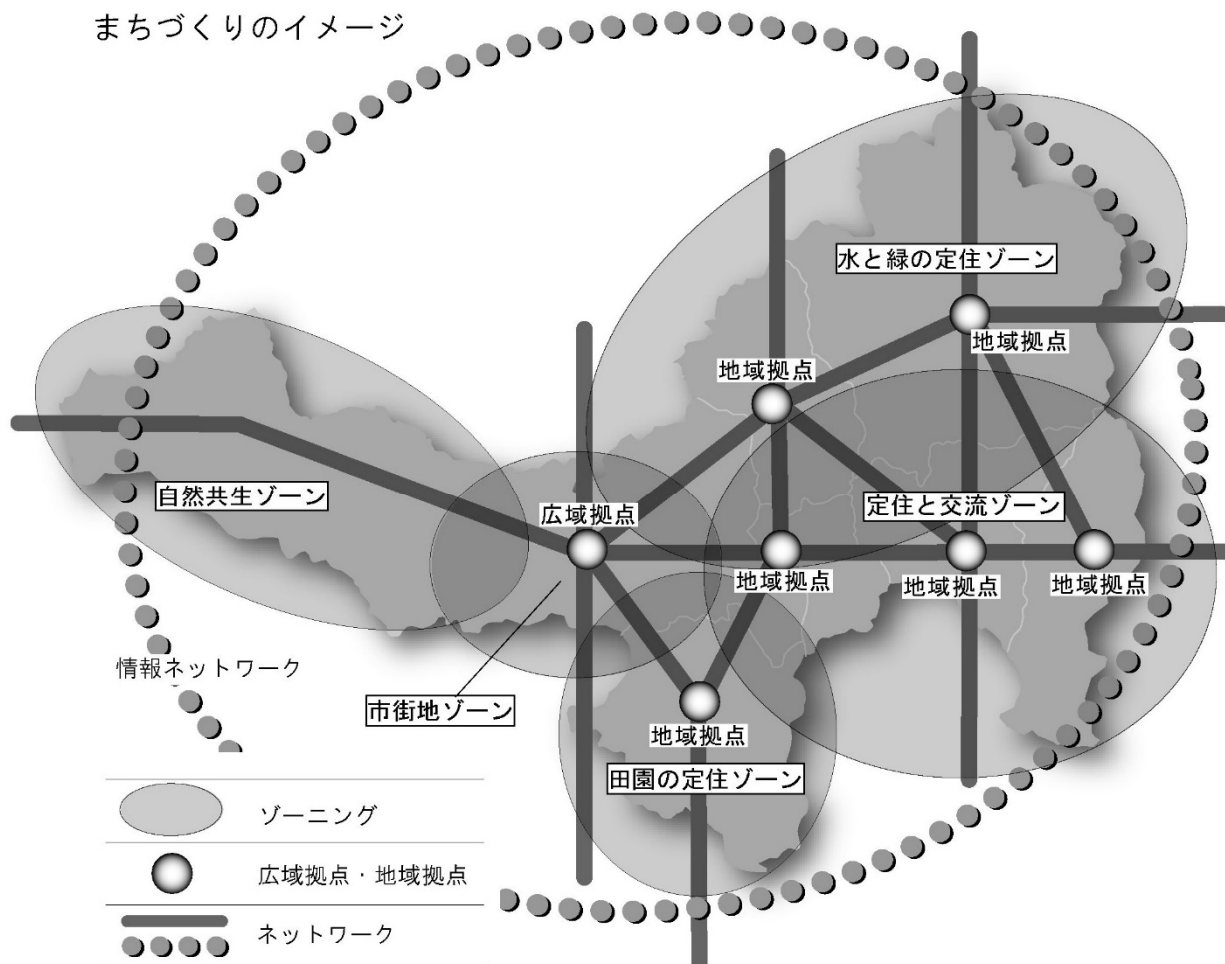 まちづくりのイメージ
水と緑の定住ゾーン
地域拠点
地域拠点
自然共生ゾーン
広域拠点
定住と交流ゾーン
地域拠点
地域拠点
地域拠点
情報ネットワーク
市街地ゾーン
地域拠点
田園の定住ゾーン
ゾーニング
広域拠点・地域拠点
ネットワーク